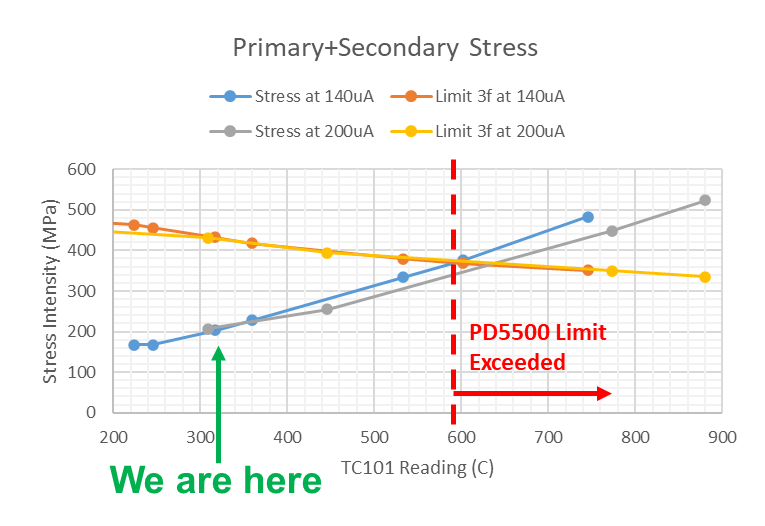 Primary+Secondary Stress
Stress at 140uA
Limit 3f at 140uA
Stress at 200uA
Limit 3f at 200uA
Stress Intensity (MPa)
600
500
400
300
200
100
0
PD5500 Limit
Exceeded
200 300 400 500 600 700 800 900
TC101 Reading (C)
We are here